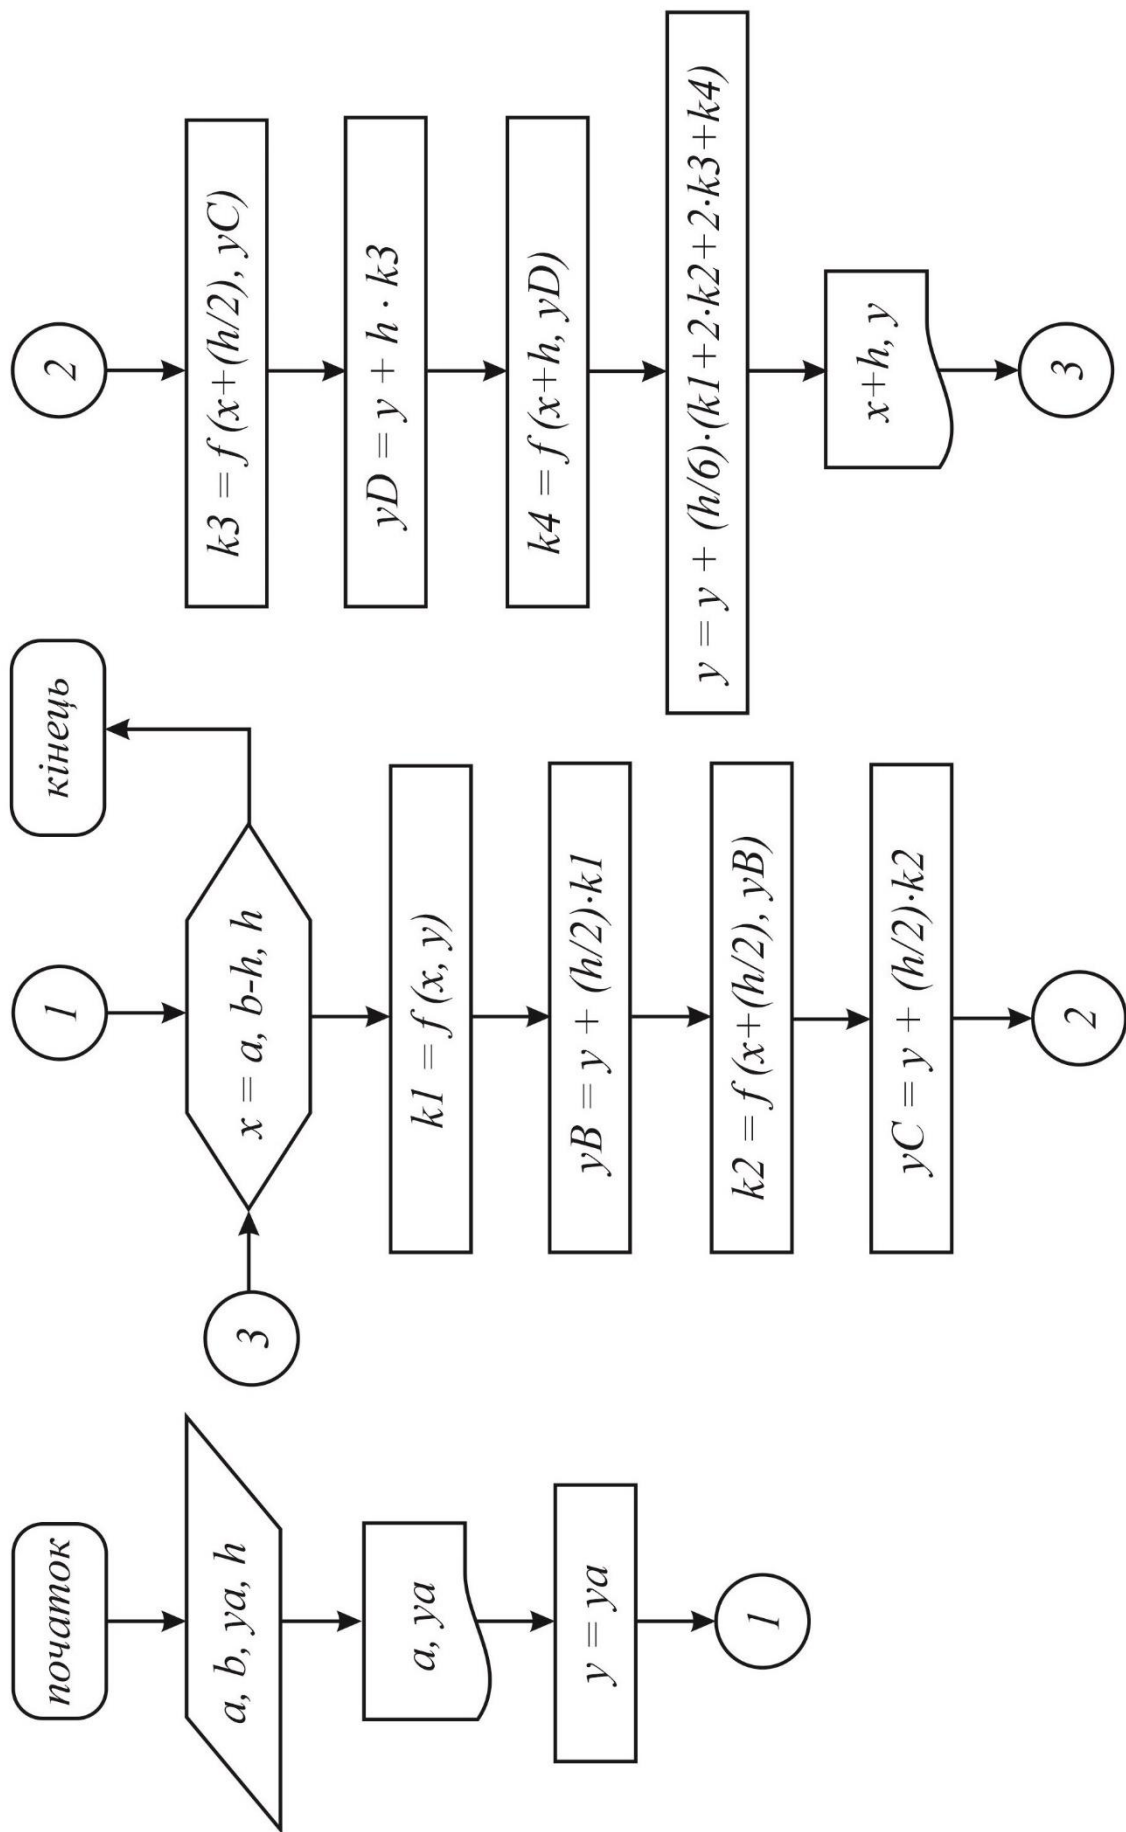 початок
a, b, ya, h
a, ya
y = ya
1
1
3
x = a, b-h, h
кінець
k1 = f (x, y)
yB = y + (h/2)·k1
k2 = f (x+(h/2), yB)
yC = y + (h/2)·k2
2
2
k3 = f (x+(h/2), yC)
yD = y + h · k3
k4 = f (x+h, yD)
y = y + (h/6)·(k1+2·k2+2·k3+k4)
x+h, y
3